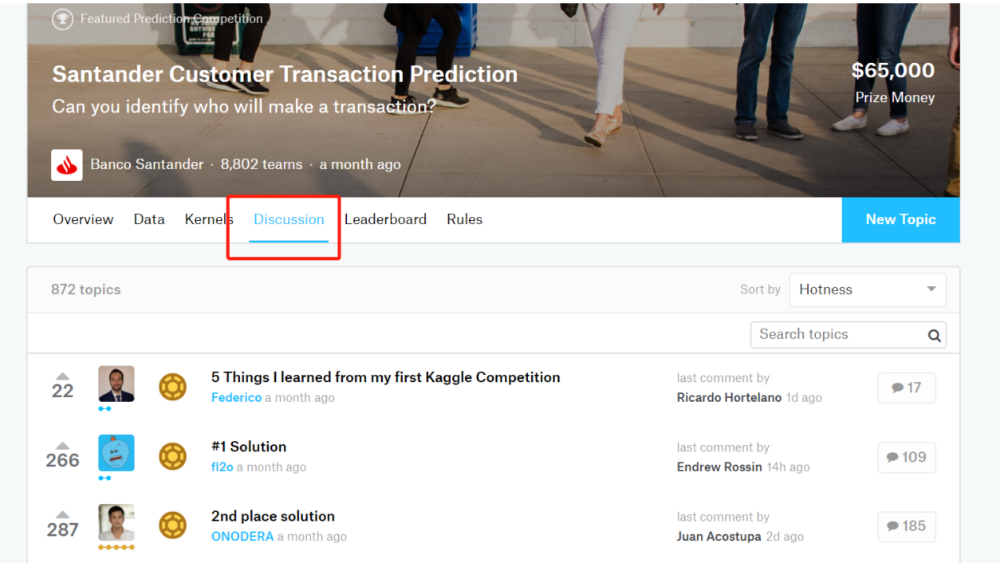 Featured Prediction Competition
Santander Customer Transaction Prediction
$65,000
Can you identify who will make a transaction?
Prize Money
Banco Santander · 8,802 teams · a month ago
Overview Data Kernels Discussion Leaderboard Rules New Topic
872 topics Sort by Hotness
Search topics
22
5 Things I learned from my first Kaggle Competition
Federico a month ago
last comment by
Ricardo Hortelano 1d ago
17
266
#1 Solution
fl2o a month ago
last comment by
Endrew Rossin 14h ago
109
287
2nd place solution
ONODERA a month ago
last comment by
Juan Acostupa 2d ago
185